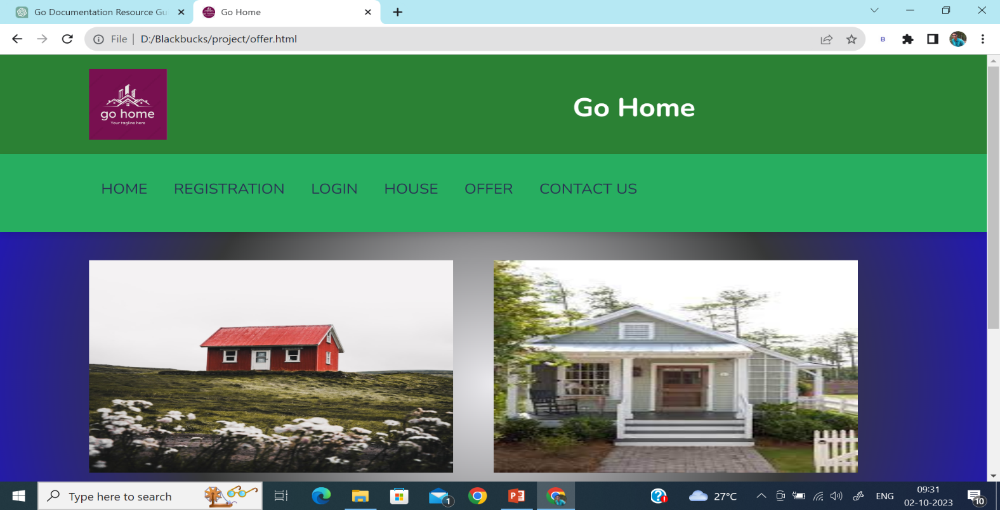 Go Documentation Resource Gu
Go Home
File | D:/Blackbucks/project/offer.html
B
go home
Your tagline here
Go Home
HOME REGISTRATION LOGIN HOUSE OFFER CONTACT US
Type here to search
1
27°C
ENG
09:31
02-10-2023
10